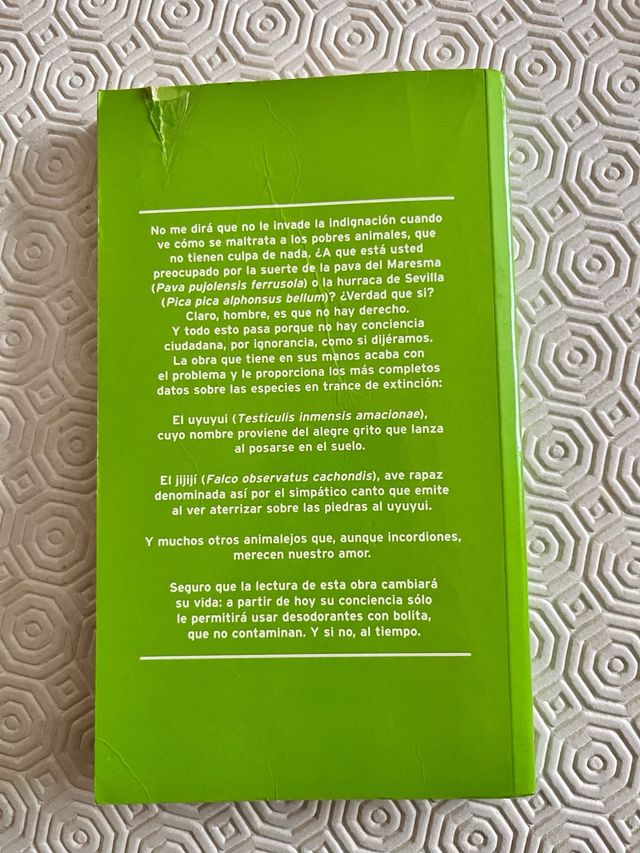 No me dirá que no le invade la indignación cuando
ve cómo se maltrata a los pobres animales, que
no tienen culpa de nada. ¿A que está usted
preocupado por la suerte de la pava del Maresma
(Pava pujolensis ferrusola) o la hurraca de Sevilla
(Pica pica alphonsus bellum)? ¿Verdad que si?
Claro, hombre, es que no hay derecho.
Y todo esto pasa porque no hay conciencia
ciudadana, por ignorancia, como si dijéramos.
La obra que tiene en sus manos acaba con
el problema y le proporciona los más completos
datos sobre las especies en trance de extinción:
El uyuyui (Testiculis inmensis amacionae),
cuyo nombre proviene del alegre grito que lanza
al posarse en el suelo.
El jijijí (Falco observatus cachondis), ave rapaz
denominada así por el simpático canto que emite
al ver aterrizar sobre las piedras al uyuyui.
Y muchos otros animalejos que, aunque incordiones,
merecen nuestro amor.
Seguro que la lectura de esta obra cambiará
su vida: a partir de hoy su conciencia sólo
le permitirá usar desodorantes con bolita,
que no contaminan. Y si no, al tiempo.